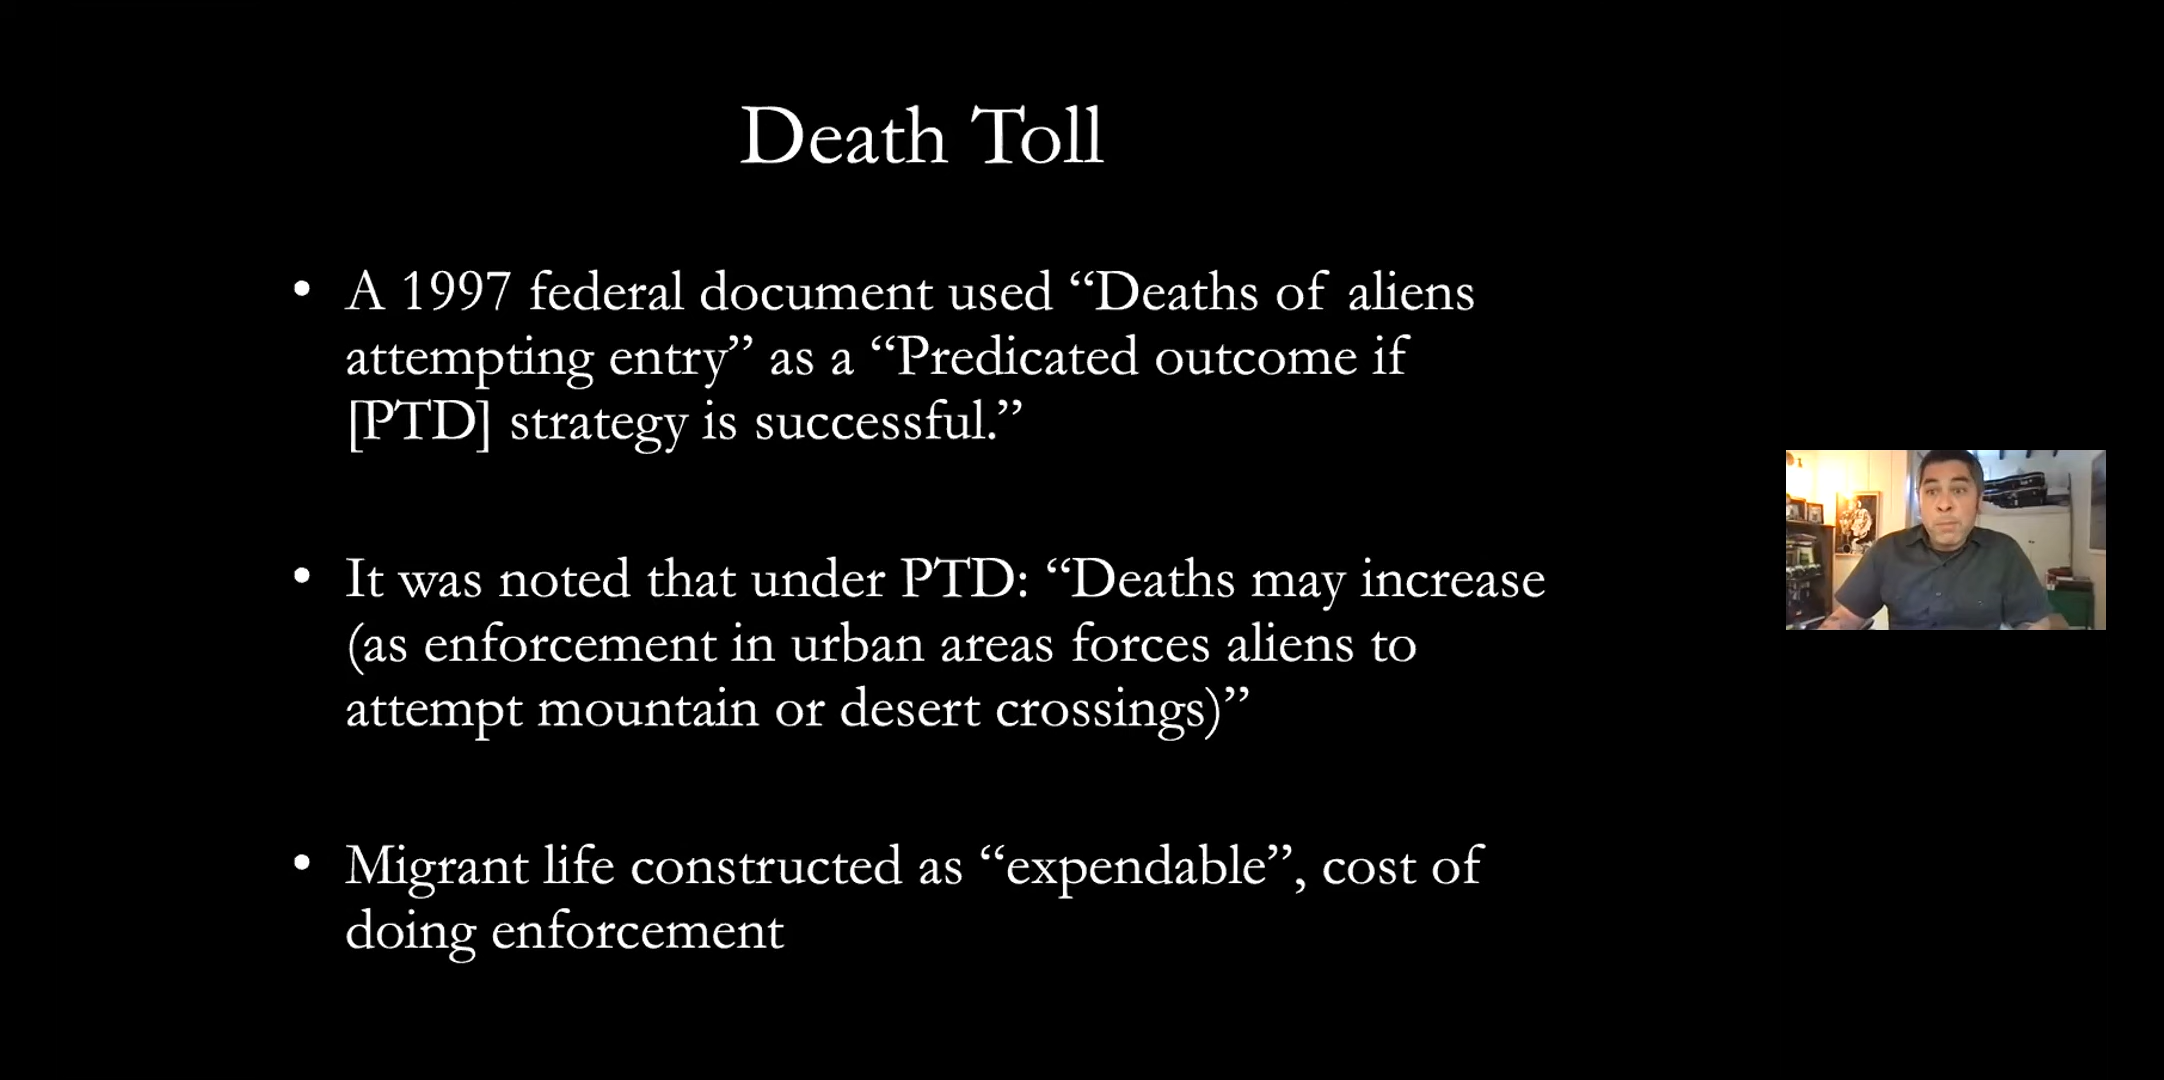 Death Toll
• A 1997 federal document used “Deaths of aliens
attempting entry” as a “Predicated outcome if
[PTD] strategy is successful.”
• It was noted that under PTD: “Deaths may increase
(as enforcement in urban areas forces aliens to
attempt mountain or desert crossings)”
• Migrant life constructed as “expendable”, cost of
doing enforcement